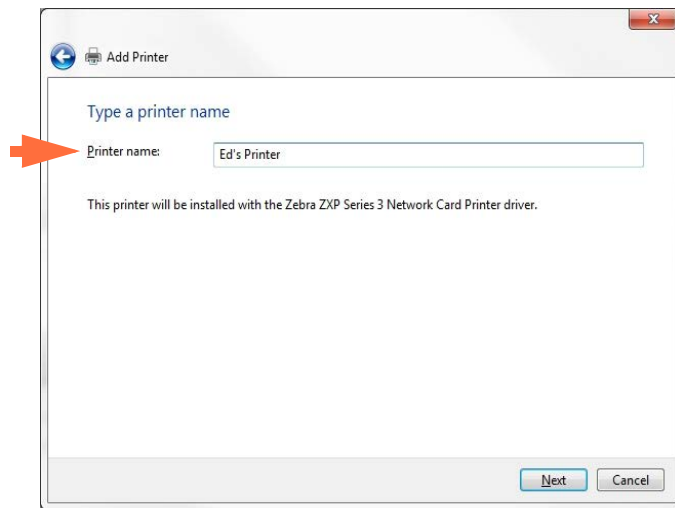 Add Printer
Type a printer name
Printer name: Ed's Printer
This printer will be installed with the Zebra ZXP Series 3 Network Card Printer driver.
Next Cancel